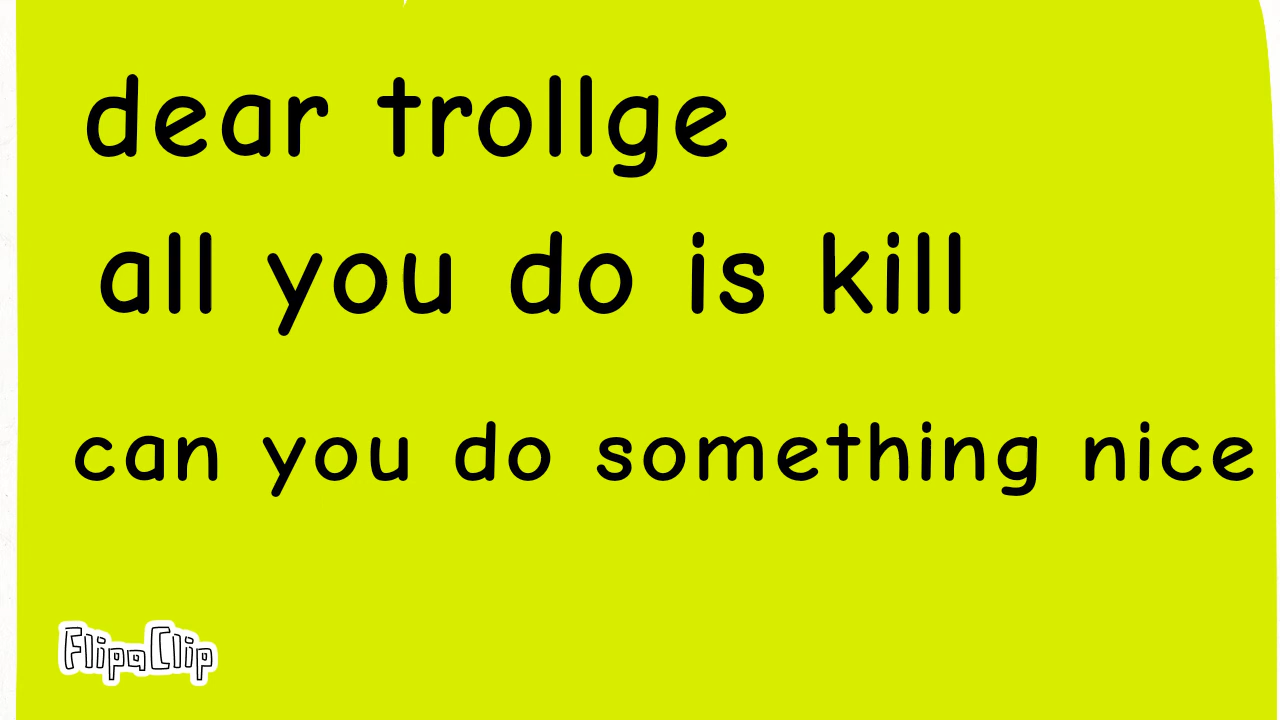 dear trollge
all you do is kill
can you do something nice
FlipaClip